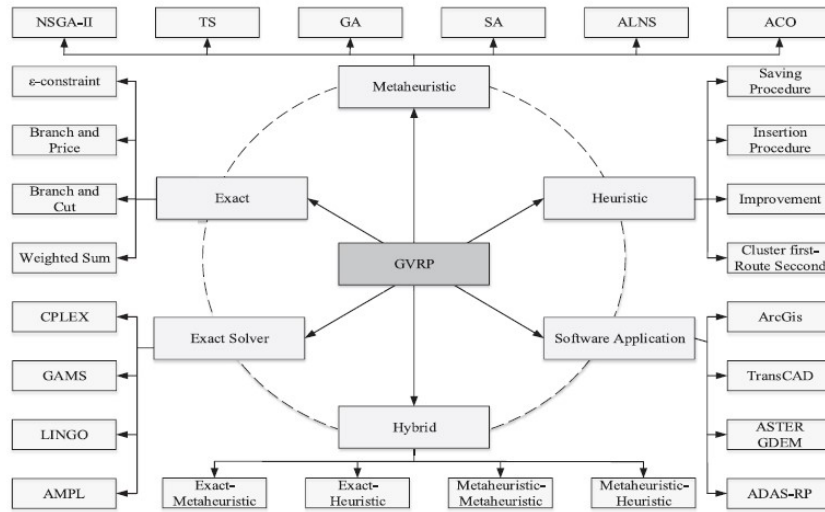 NSGA-II
TS
GA
SA
ALNS
ACO
ε-constraint
Metaheuristic
Saving
Procedure
Branch and
Price
Insertion
Procedure
Branch and
Cut
Exact
Heuristic
Improvement
Weighted Sum
GVRP
Cluster first-
Route Seccond
CPLEX
Exact Solver
Software Application
ArcGis
GAMS
TransCAD
LINGO
Hybrid
ASTER
GDEM
AMPL
Exact-
Metaheuristic
Exact-
Heuristic
Metaheuristic-
Metaheuristic
Metaheuristic-
Heuristic
ADAS-RP